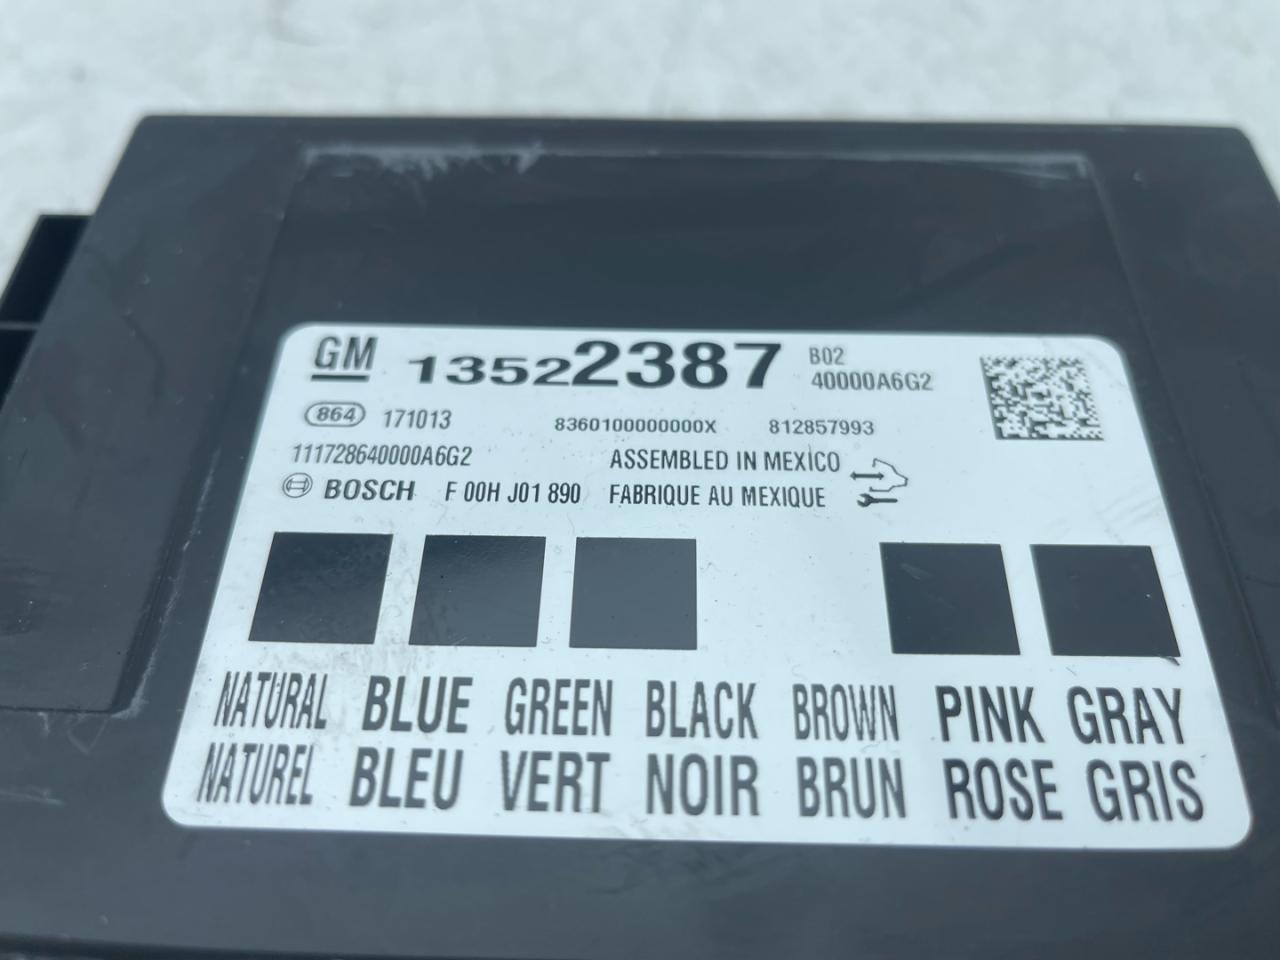 GM 13522387 B02
40000A6G2
864 171013 8360100000000X 812857993
111728640000A6G2 ASSEMBLED IN MEXICO
BOSCH F 00H J01 890 FABRIQUE AU MEXIQUE
NATURAL BLUE GREEN BLACK BROWN PINK GRAY
NATUREL BLEU VERT NOIR BRUN ROSE GRIS